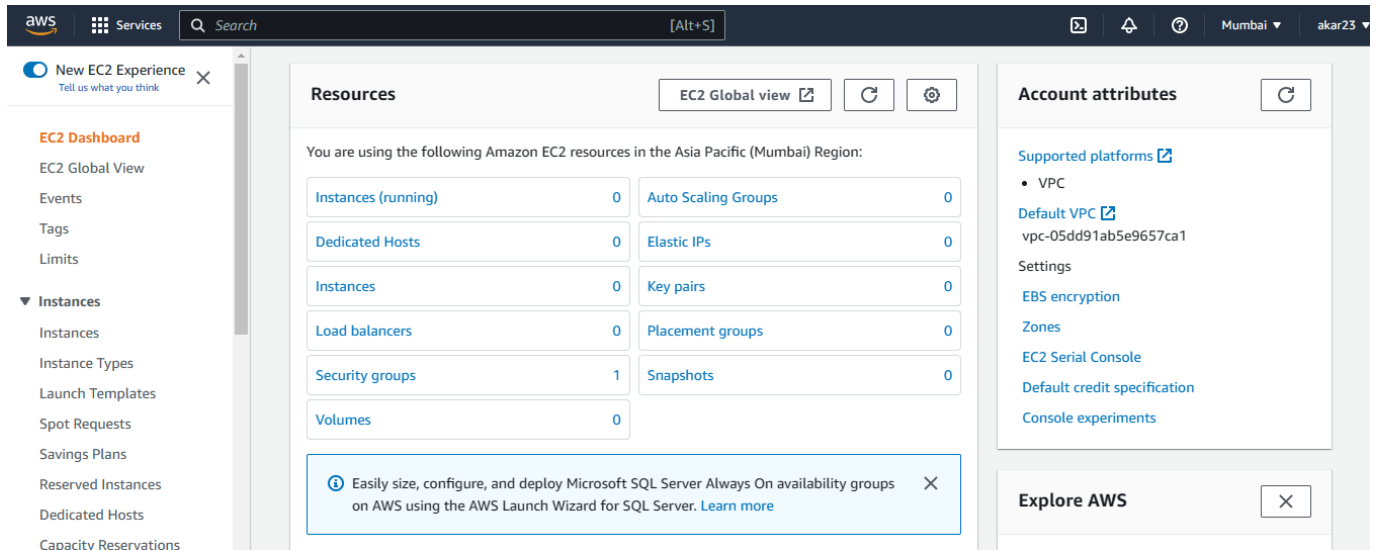 aws
Services
Search
[Alt+S]
Mumbai
akar23
New EC2 Experience
Tell us what you think
EC2 Dashboard
EC2 Global View
Events
Tags
Limits
Instances
Instances
Instance Types
Launch Templates
Spot Requests
Savings Plans
Reserved Instances
Dedicated Hosts
Capacity Reservations
Resources
EC2 Global view
You are using the following Amazon EC2 resources in the Asia Pacific (Mumbai) Region:
Instances (running) 0
Auto Scaling Groups 0
Dedicated Hosts 0
Elastic IPs 0
Instances 0
Key pairs 0
Load balancers 0
Placement groups 0
Security groups 1
Snapshots 0
Volumes 0
Easily size, configure, and deploy Microsoft SQL Server Always On availability groups
on AWS using the AWS Launch Wizard for SQL Server. Learn more
Account attributes
Supported platforms
• VPC
Default VPC
vpc-05dd91ab5e9657ca1
Settings
EBS encryption
Zones
EC2 Serial Console
Default credit specification
Console experiments
Explore AWS